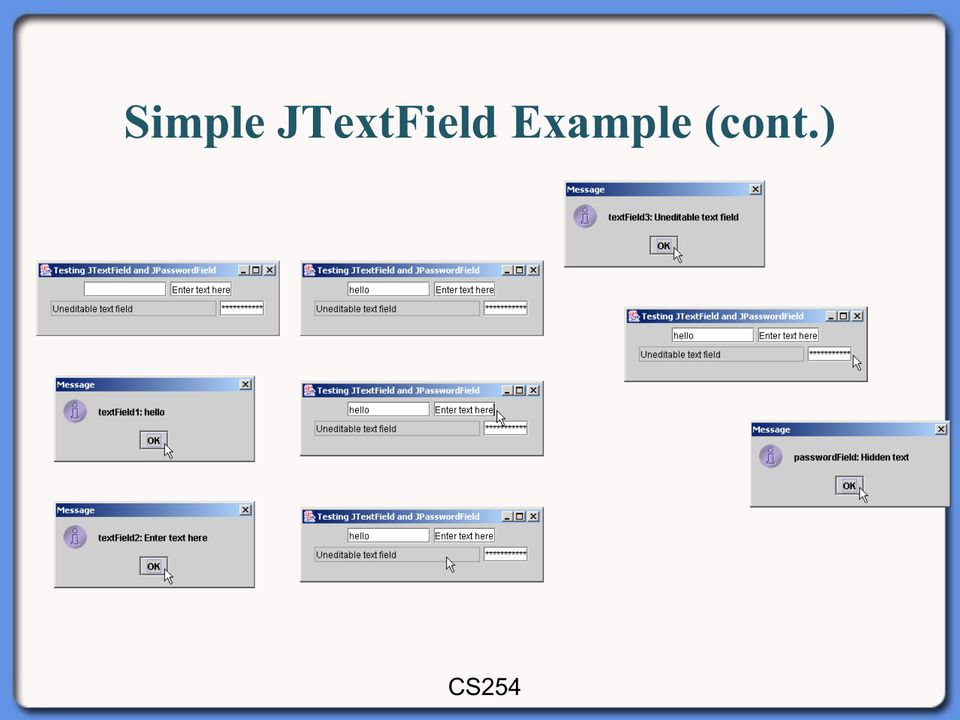 Simple JTextField Example (cont.)
Message
textField3: Uneditable text field
OK
Testing JTextField and JPasswordField
Enter text here
Uneditable text field
***********
Testing JTextField and JPasswordField
hello
Enter text here
Uneditable text field
***********
Testing JTextField and JPasswordField
hello
Enter text here
Uneditable text field
***********
Message
textField1: hello
OK
Testing JTextField and JPasswordField
hello
Enter text here
Uneditable text field
***********
Message
passwordField: Hidden text
OK
Message
textField2: Enter text here
OK
Testing JTextField and JPasswordField
hello
Enter text here
Uneditable text field
***********
CS254